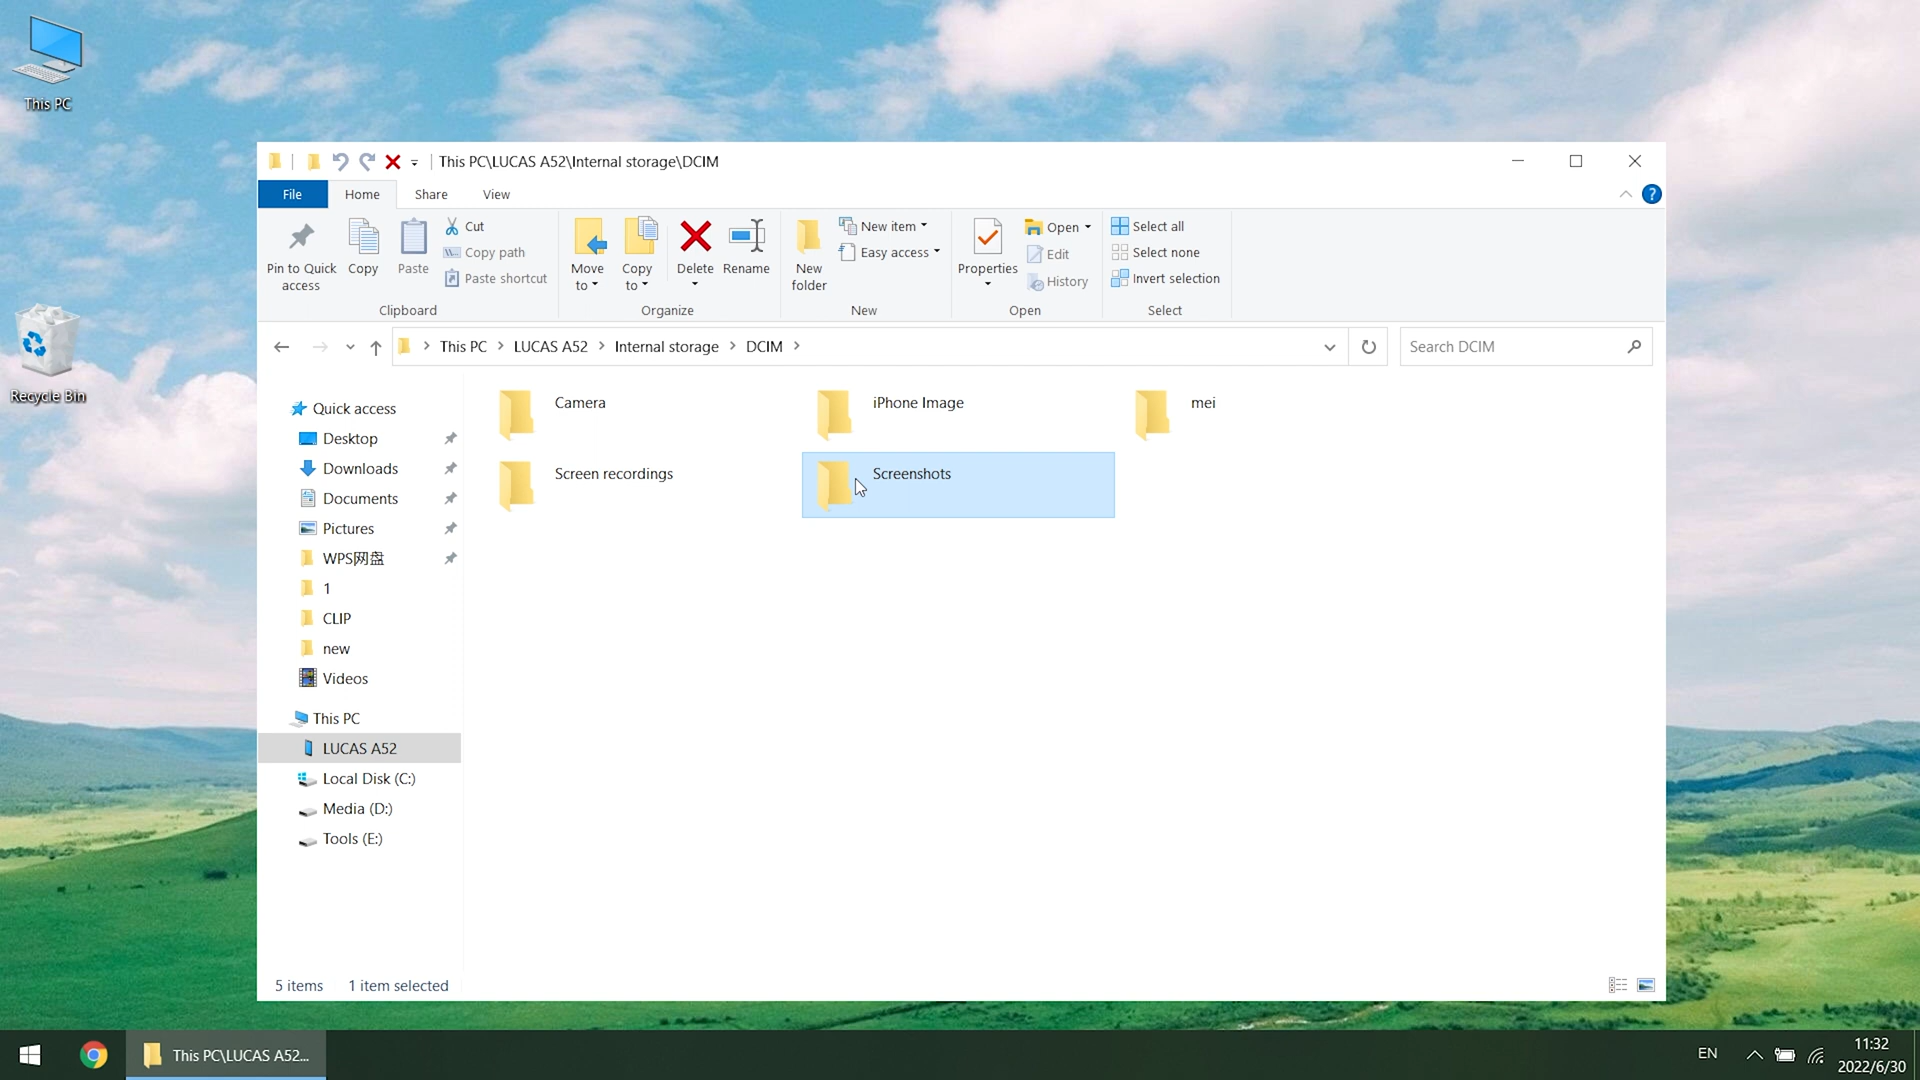 This PC
Recycle Bin
This PC\LUCAS A52\Internal storage\DCIM
File
Home
Share
View
Pin to Quick access
Copy
Paste
Cut
Copy path
Paste shortcut
Clipboard
Move to
Copy to
Delete
Rename
Organize
New folder
New item
Easy access
New
Properties
Open
Edit
History
Open
Select all
Select none
Invert selection
Select
This PC
LUCAS A52
Internal storage
DCIM
Search DCIM
Quick access
Desktop
Downloads
Documents
Pictures
WPS网盘
1
CLIP
new
Videos
This PC
LUCAS A52
Local Disk (C:)
Media (D:)
Tools (E:)
Camera
iPhone Image
mei
Screen recordings
Screenshots
5 items
1 item selected
This PC\LUCAS A52...
EN
11:32
2022/6/30